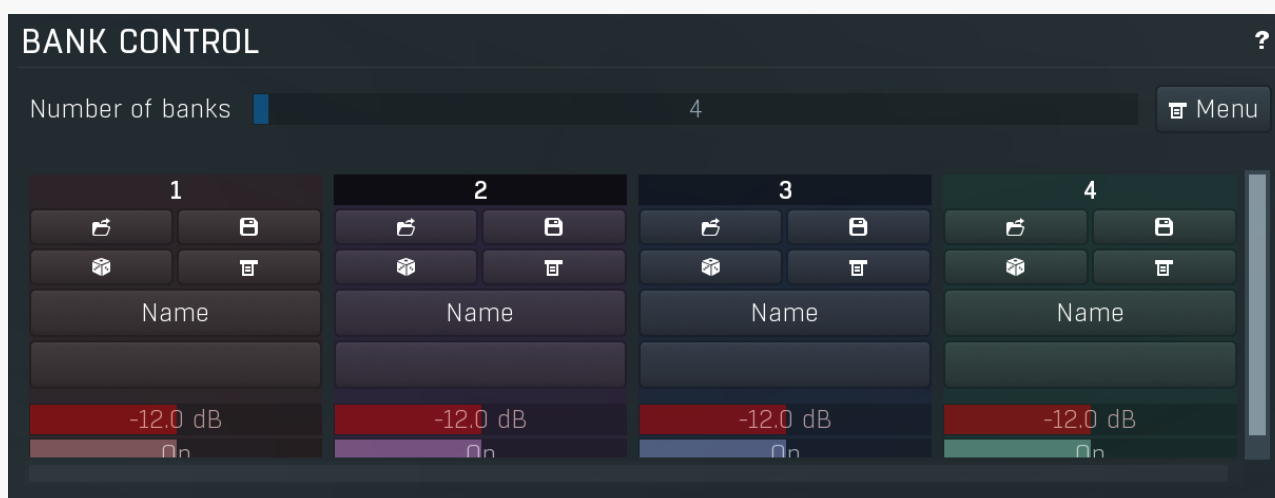 BANK CONTROL ?
Number of banks 4 Menu
1 2 3 4
Name Name Name Name
-12.0 dB -12.0 dB -12.0 dB -12.0 dB